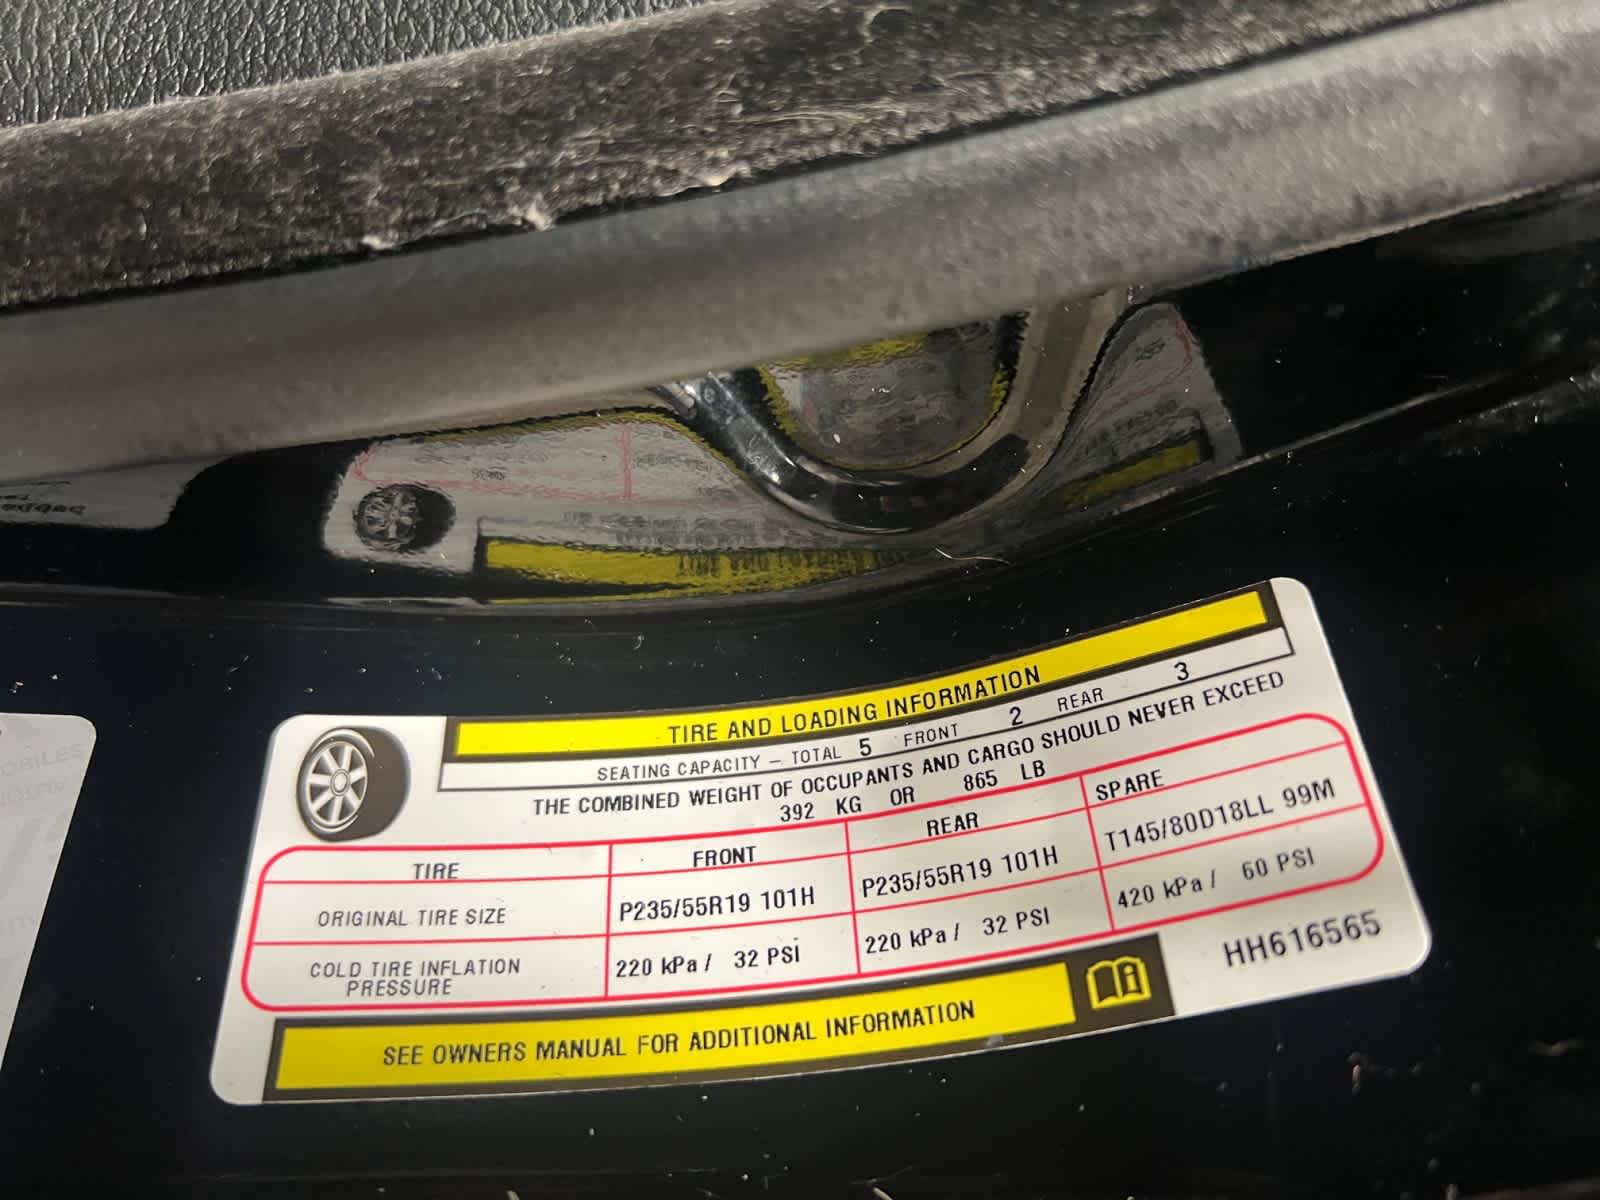 TIRE AND LOADING INFORMATION
SEATING CAPACITY – TOTAL 5 FRONT 2 REAR 3
THE COMBINED WEIGHT OF OCCUPANTS AND CARGO SHOULD NEVER EXCEED
392 KG OR 865 LB
TIRE FRONT REAR SPARE
ORIGINAL TIRE SIZE P235/55R19 101H P235/55R19 101H T145/80D18LL 99M
COLD TIRE INFLATION PRESSURE 220 kPa / 32 PSI 220 kPa / 32 PSI 420 kPa / 60 PSI
SEE OWNERS MANUAL FOR ADDITIONAL INFORMATION
HH616565